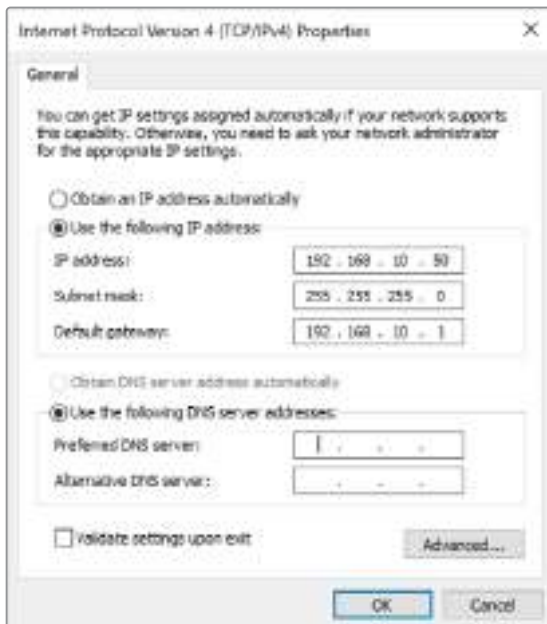 Internet Protocol Version 4 (TCP/IPv4) Properties
General
You can get IP settings assigned automatically if your network supports
this capability. Otherwise, you need to ask your network administrator
for the appropriate IP settings.
Obtain an IP address automatically
Use the following IP address:
IP address: 192 . 168 . 10 . 50
Subnet mask: 255 . 255 . 255 . 0
Default gateway: 192 . 168 . 10 . 1
Obtain DNS server address automatically
Use the following DNS server addresses:
Preferred DNS server: . . .
Alternative DNS server: . . .
Validate settings upon exit
Advanced...
OK Cancel